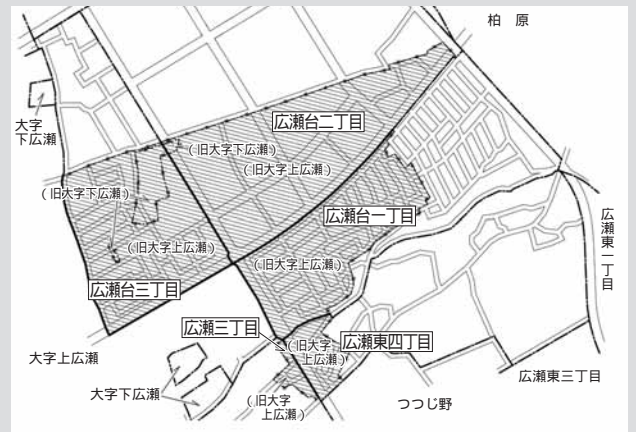 柏 原
大字
下広瀬
広瀬台二丁目
(旧大字下広瀬)
(旧大字上広瀬)
(旧大字下広瀬)
広瀬台一丁目
広瀬東一丁目
(旧大字上広瀬)
(旧大字上広瀬)
広瀬台三丁目
広瀬三丁目
(旧大字
上広瀬)
広瀬東四丁目
大字上広瀬
大字下広瀬
広瀬東三丁目
(旧大字
上広瀬)
つつじ野